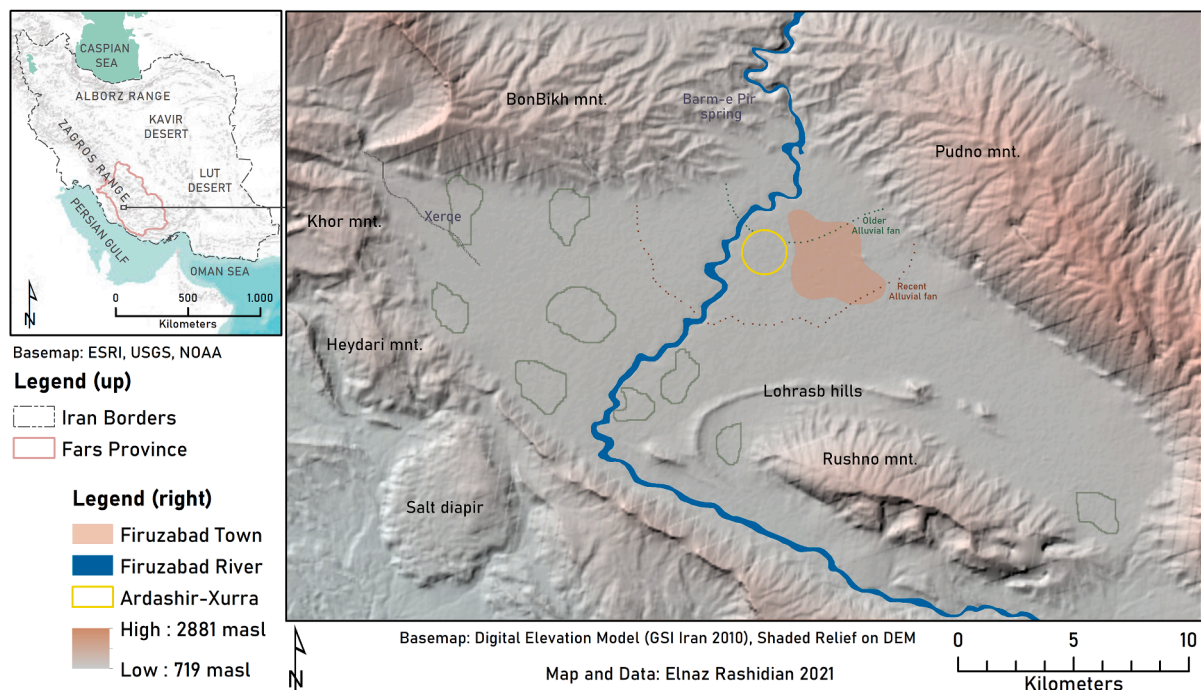 CASPIAN
SEA
ALBORZ RANGE
KAVIR
DESERT
ZAGROS RANGE
LUT
DESERT
PERSIAN GULF
OMAN SEA
N
0 500 1.000
Kilometers
Basemap: ESRI, USGS, NOAA
Legend (up)
Iran Borders
Fars Province
Legend (right)
Firuzabad Town
Firuzabad River
Ardashir-Xurra
High : 2881 masl
Low : 719 masl
BonBikh mnt.
Barm-e Pir
spring
Pudno mnt.
Khor mnt.
Xerge
Older
Alluvial fan
Recent
Alluvial fan
Heydari mnt.
Lohrasb hills
Rushno mnt.
Salt diapir
N
Basemap: Digital Elevation Model (GSI Iran 2010), Shaded Relief on DEM
Map and Data: Elnaz Rashidian 2021
0 5 10
Kilometers